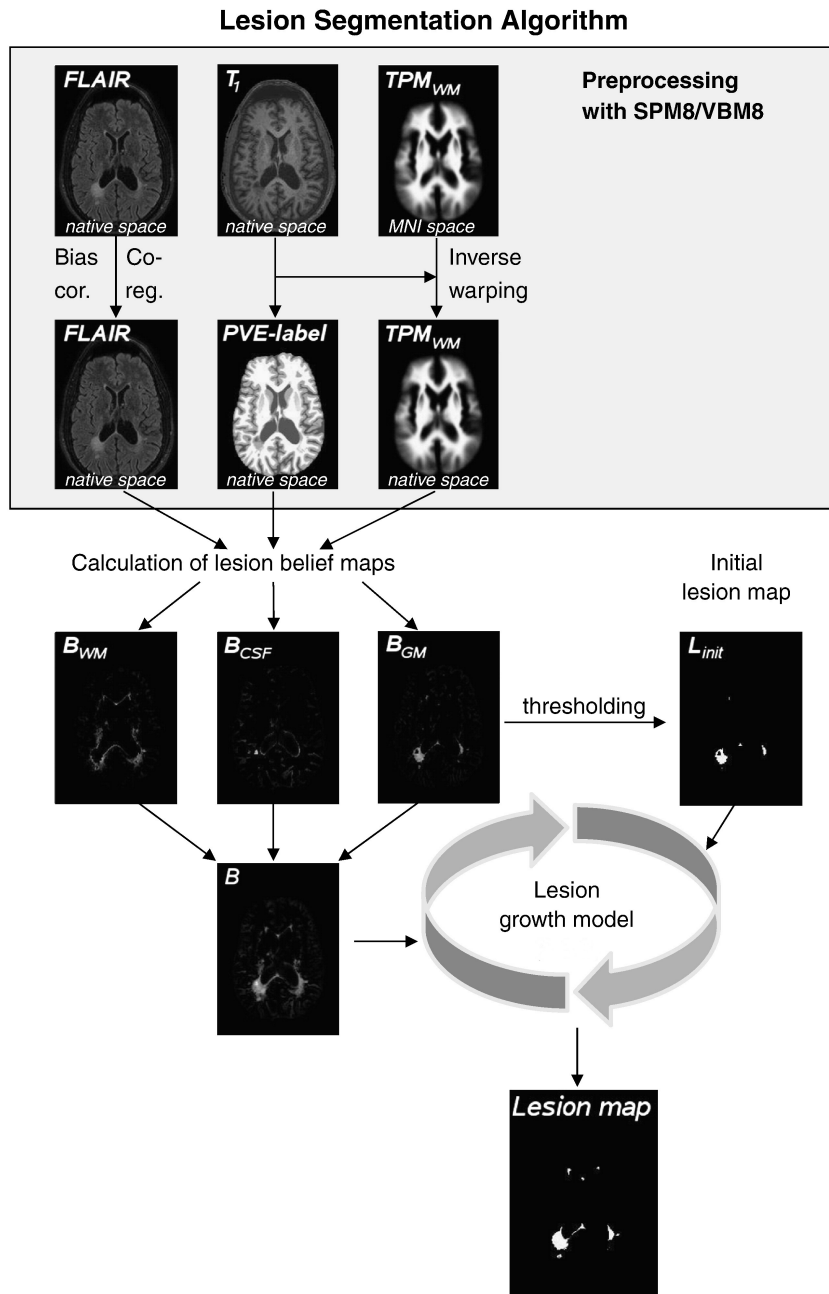 Lesion Segmentation Algorithm
FLAIR
T1
TPMWM
Preprocessing
with SPM8/VBM8
native space
native space
MNI space
Bias
cor.
Co-
reg.
Inverse
warping
FLAIR
PVE-label
TPMWM
native space
native space
native space
Calculation of lesion belief maps
Initial
lesion map
BWM
BCSF
BGM
Linit
thresholding
B
Lesion
growth model
Lesion map